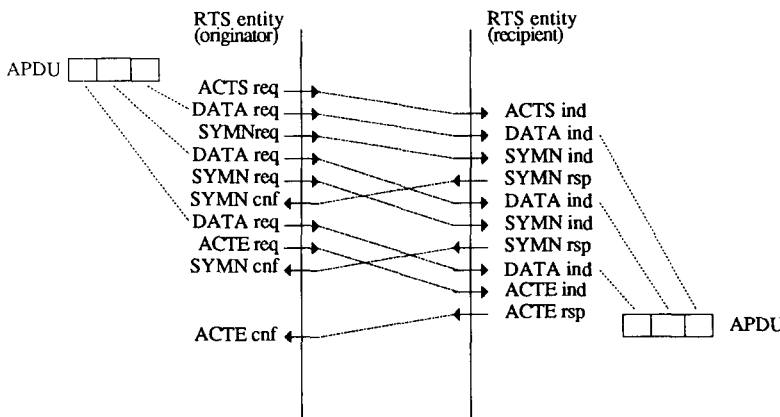 RTS entity
(originator)
RTS entity
(recipient)
APDU
ACTS req
DATA req
SYMNreq
DATA req
SYMN req
SYMN cnf
DATA req
ACTE req
SYMN cnf
ACTE cnf
ACTS ind
DATA ind
SYMN ind
SYMN rsp
DATA ind
SYMN ind
SYMN rsp
DATA ind
ACTE ind
ACTE rsp
APDU